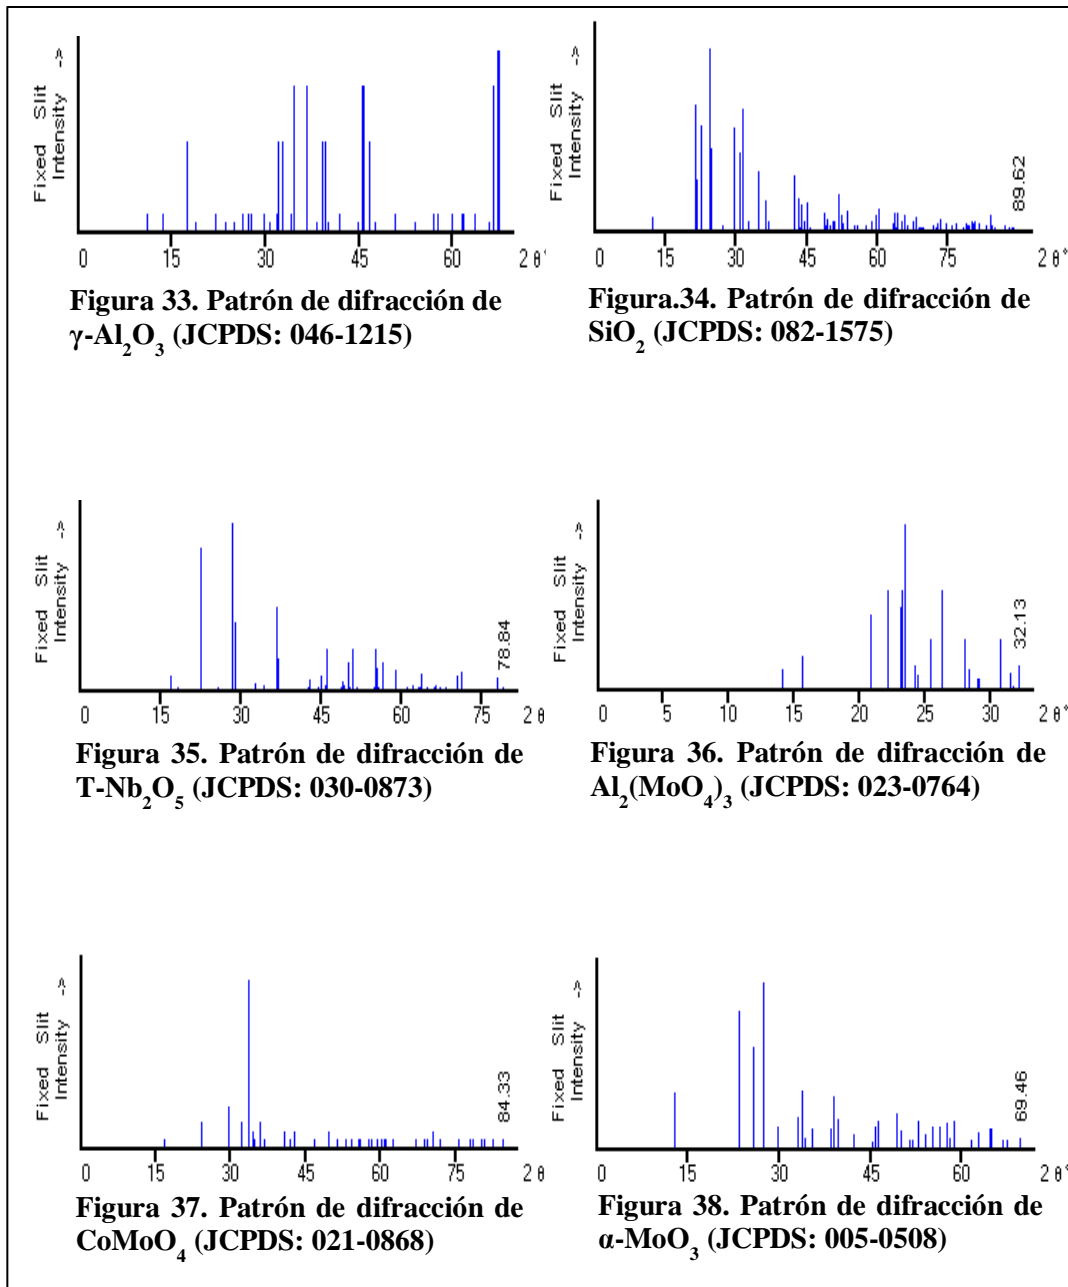 Fixed Slit
Intensity ->
0 15 30 45 60 2θ°
Figura 33. Patrón de difracción de
γ-Al₂O₃ (JCPDS: 046-1215)
Fixed Slit
Intensity ->
89.62
0 15 30 45 60 75 2θ°
Figura.34. Patrón de difracción de
SiO₂ (JCPDS: 082-1575)
Fixed Slit
Intensity ->
78.84
0 15 30 45 60 75 2θ
Figura 35. Patrón de difracción de
T-Nb₂O₅ (JCPDS: 030-0873)
Fixed Slit
Intensity ->
32.13
0 5 10 15 20 25 30 2θ°
Figura 36. Patrón de difracción de
Al₂(MoO₄)₃ (JCPDS: 023-0764)
Fixed Slit
Intensity ->
84.33
0 15 30 45 60 75 2θ
Figura 37. Patrón de difracción de
CoMoO₄ (JCPDS: 021-0868)
Fixed Slit
Intensity ->
69.46
0 15 30 45 60 2θ°
Figura 38. Patrón de difracción de
α-MoO₃ (JCPDS: 005-0508)